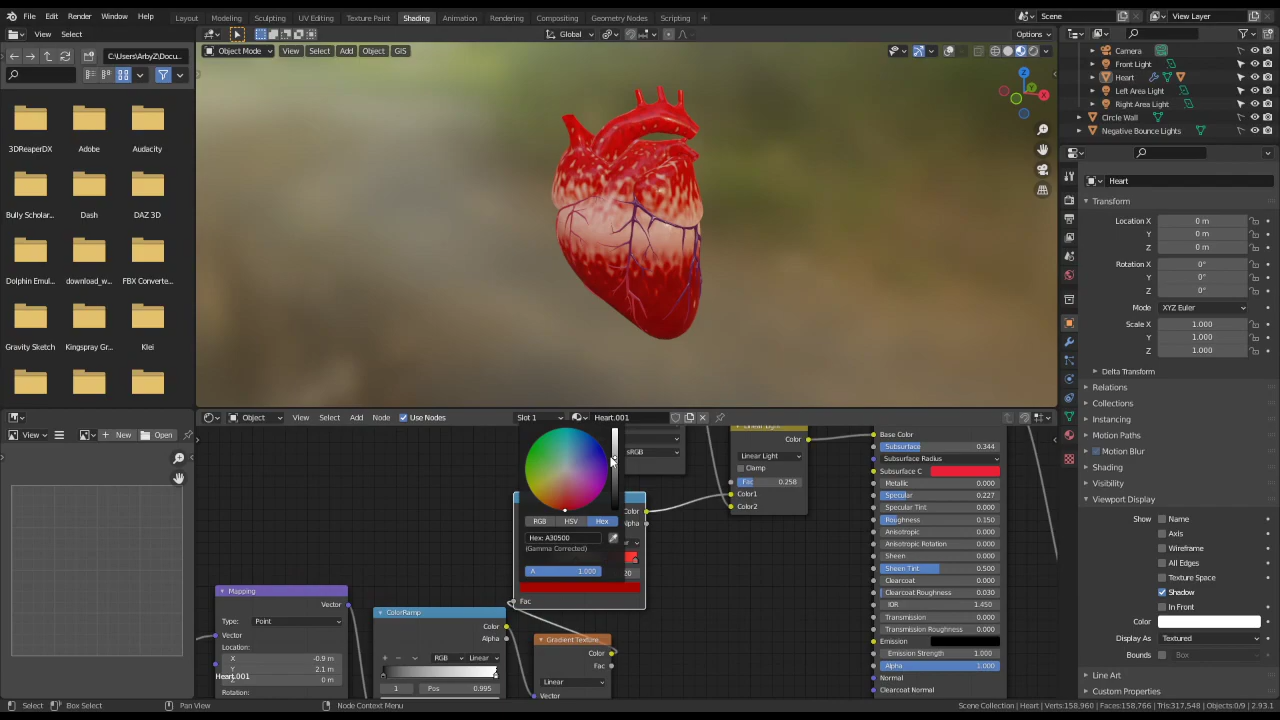 File Edit Render Window Help Layout Modeling Sculpting UV Editing Texture Paint Shading Animation Rendering Compositing Geometry Nodes Scripting + Scene View Layer
View Select Global Options
C:\Users\ArbyZ\Docu... Object Mode View Select Add Object GIS
3DReaperDX Adobe Audacity
Bully Scholar... Dash DAZ 3D
Dolphin Emul... download_w... FBX Converte...
Gravity Sketch Kingspray Gr... Klei
Camera
Front Light
Heart
Left Area Light
Right Area Light
Circle Wall
Negative Bounce Lights
Z
X
Heart
Transform
Location X 0 m
Y 0 m
Z 0 m
Rotation X 0°
Y 0°
Z 0°
Mode XYZ Euler
Scale X 1.000
Y 1.000
Z 1.000
Delta Transform
Relations
Collections
Instancing
Motion Paths
Motion Blur
Shading
Visibility
Viewport Display
Show Name
Axis
Wireframe
All Edges
Texture Space
Shadow
In Front
Color
Display As Textured
Bounds Box
Line Art
Custom Properties
View + New Open
Object View Select Add Node Use Nodes Slot 1 Heart.001
sRGB
RGB HSV Hex
Hex: A30500
(Gamma Corrected)
A 1.000
Color
Alpha
20
Fac
Linear Light
Color
Linear Light
Clamp
Fac 0.258
Color1
Color2
Base Color
Subsurface 0.344
Subsurface Radius
Subsurface C
Metallic 0.000
Specular 0.227
Specular Tint 0.000
Roughness 0.150
Anisotropic 0.000
Anisotropic Rotation 0.000
Sheen 0.000
Sheen Tint 0.500
Clearcoat 0.000
Clearcoat Roughness 0.030
IOR 1.450
Transmission 0.000
Transmission Roughness 0.000
Emission
Emission Strength 1.000
Alpha 1.000
Normal
Clearcoat Normal
Mapping
Vector
Type: Point
Vector
Location:
X -0.9 m
Y 2.1 m
Z 0 m
Rotation:
Heart.001
ColorRamp
Color
Alpha
+ − RGB Linear
1 Pos 0.995
Gradient Texture
Color
Fac
Linear
Vector
Select Box Select Pan View Node Context Menu Scene Collection | Heart | Verts:158,960 | Faces:158,766 | Tris:317,548 | Objects:0/9 | 2.93.1